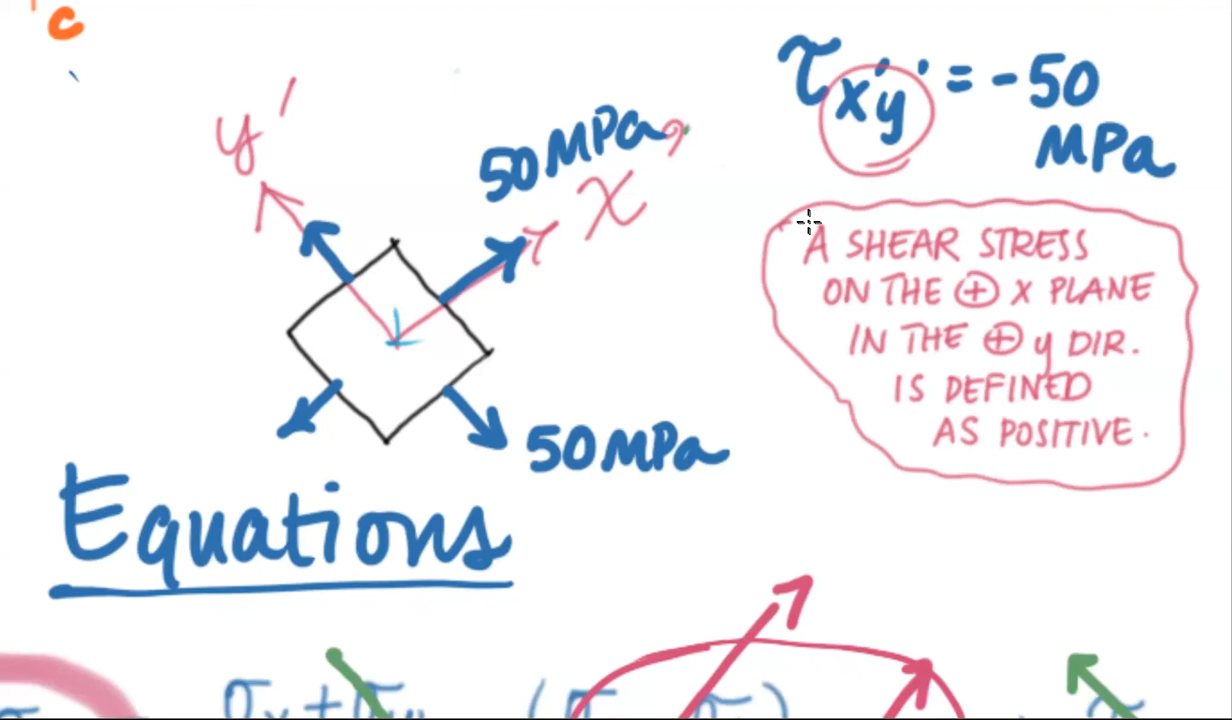 c
τx'y' = -50
MPa
y'
50 MPa
x'
A SHEAR STRESS
ON THE ⊕ X PLANE
IN THE ⊕ y DIR.
IS DEFINED
AS POSITIVE.
50 MPa
Equations